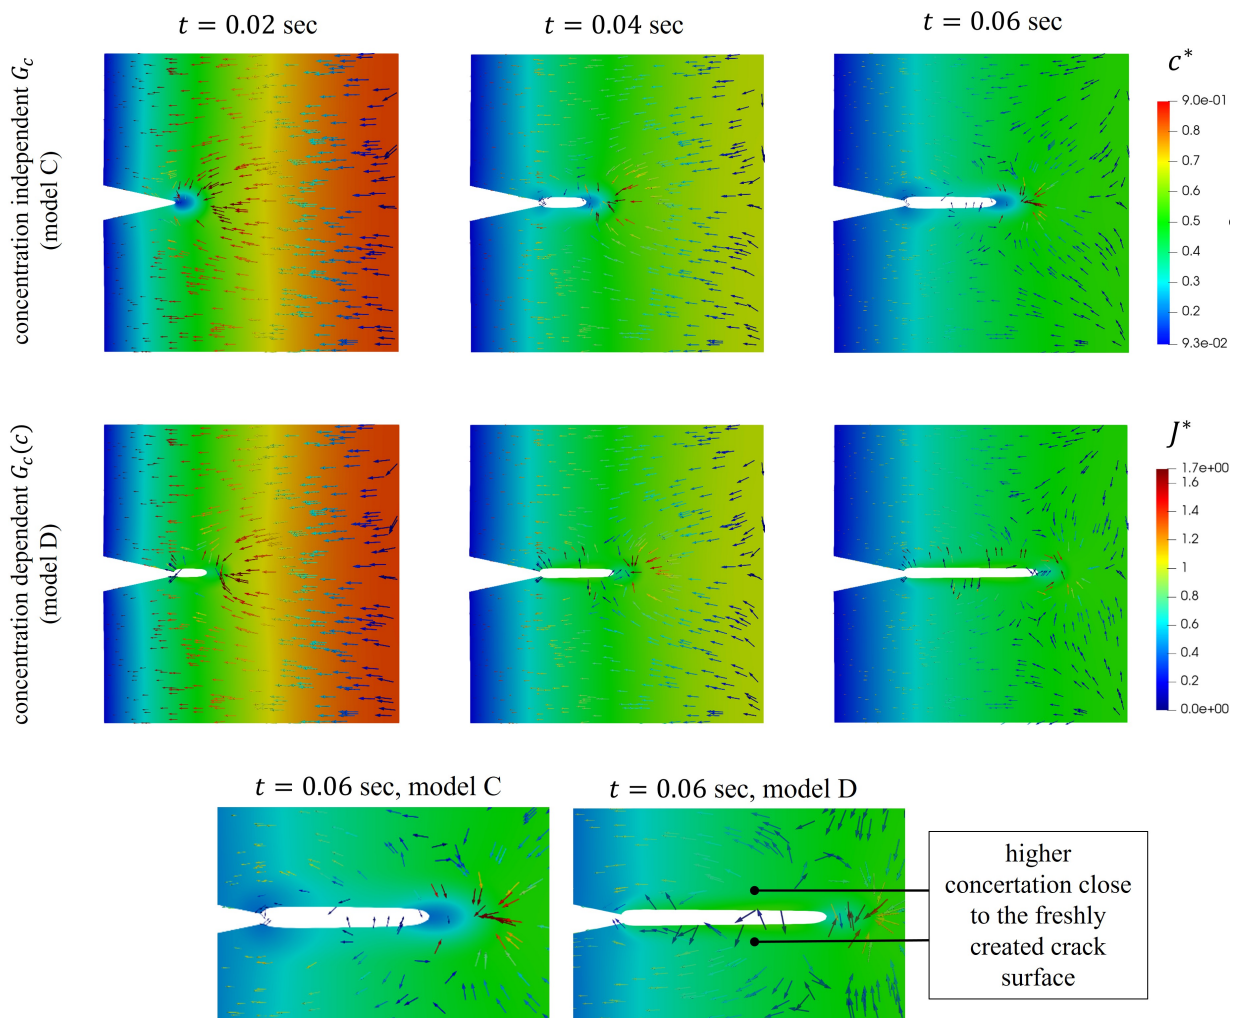 t = 0.02 sec
t = 0.04 sec
t = 0.06 sec
concentration independent G_c
(model C)
c*
9.0e-01
0.8
0.7
0.6
0.5
0.4
0.3
0.2
9.3e-02
concentration dependent G_c(c)
(model D)
J*
1.7e+00
1.6
1.4
1.2
1
0.8
0.6
0.4
0.2
0.0e+00
t = 0.06 sec, model C
t = 0.06 sec, model D
higher
concertation close
to the freshly
created crack
surface